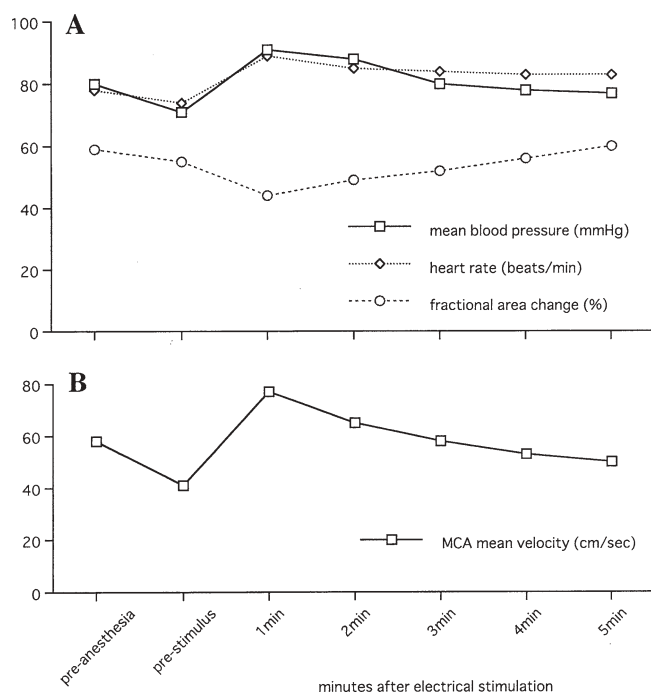 100
A
80
60
40
20
0
mean blood pressure (mmHg)
heart rate (beats/min)
fractional area change (%)
B
80
60
40
20
0
MCA mean velocity (cm/sec)
pre-anesthesia
pre-stimulus
1min
2min
3min
4min
5min
minutes after electrical stimulation